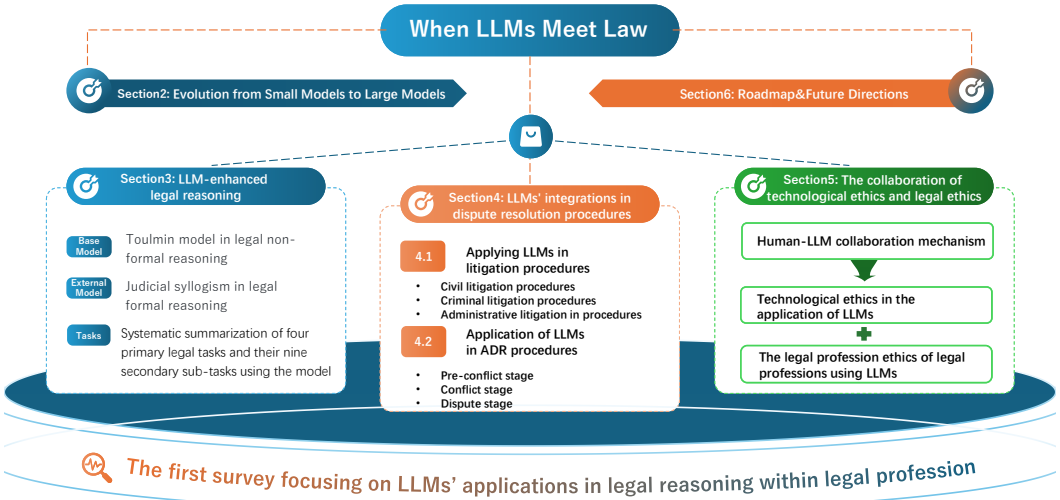 When LLMs Meet Law
Section2: Evolution from Small Models to Large Models
Section6: Roadmap&Future Directions
Section3: LLM-enhanced
legal reasoning
Base
Model
Toulmin model in legal non-
formal reasoning
External
Model
Judicial syllogism in legal
formal reasoning
Tasks
Systematic summarization of four
primary legal tasks and their nine
secondary sub-tasks using the model
Section4: LLMs' integrations in
dispute resolution procedures
4.1
Applying LLMs in
litigation procedures
• Civil litigation procedures
• Criminal litigation procedures
• Administrative litigation in procedures
4.2
Application of LLMs
in ADR procedures
• Pre-conflict stage
• Conflict stage
• Dispute stage
Section5: The collaboration of
technological ethics and legal ethics
Human-LLM collaboration mechanism
Technological ethics in the
application of LLMs
The legal profession ethics of legal
professions using LLMs
The first survey focusing on LLMs' applications in legal reasoning within legal profession